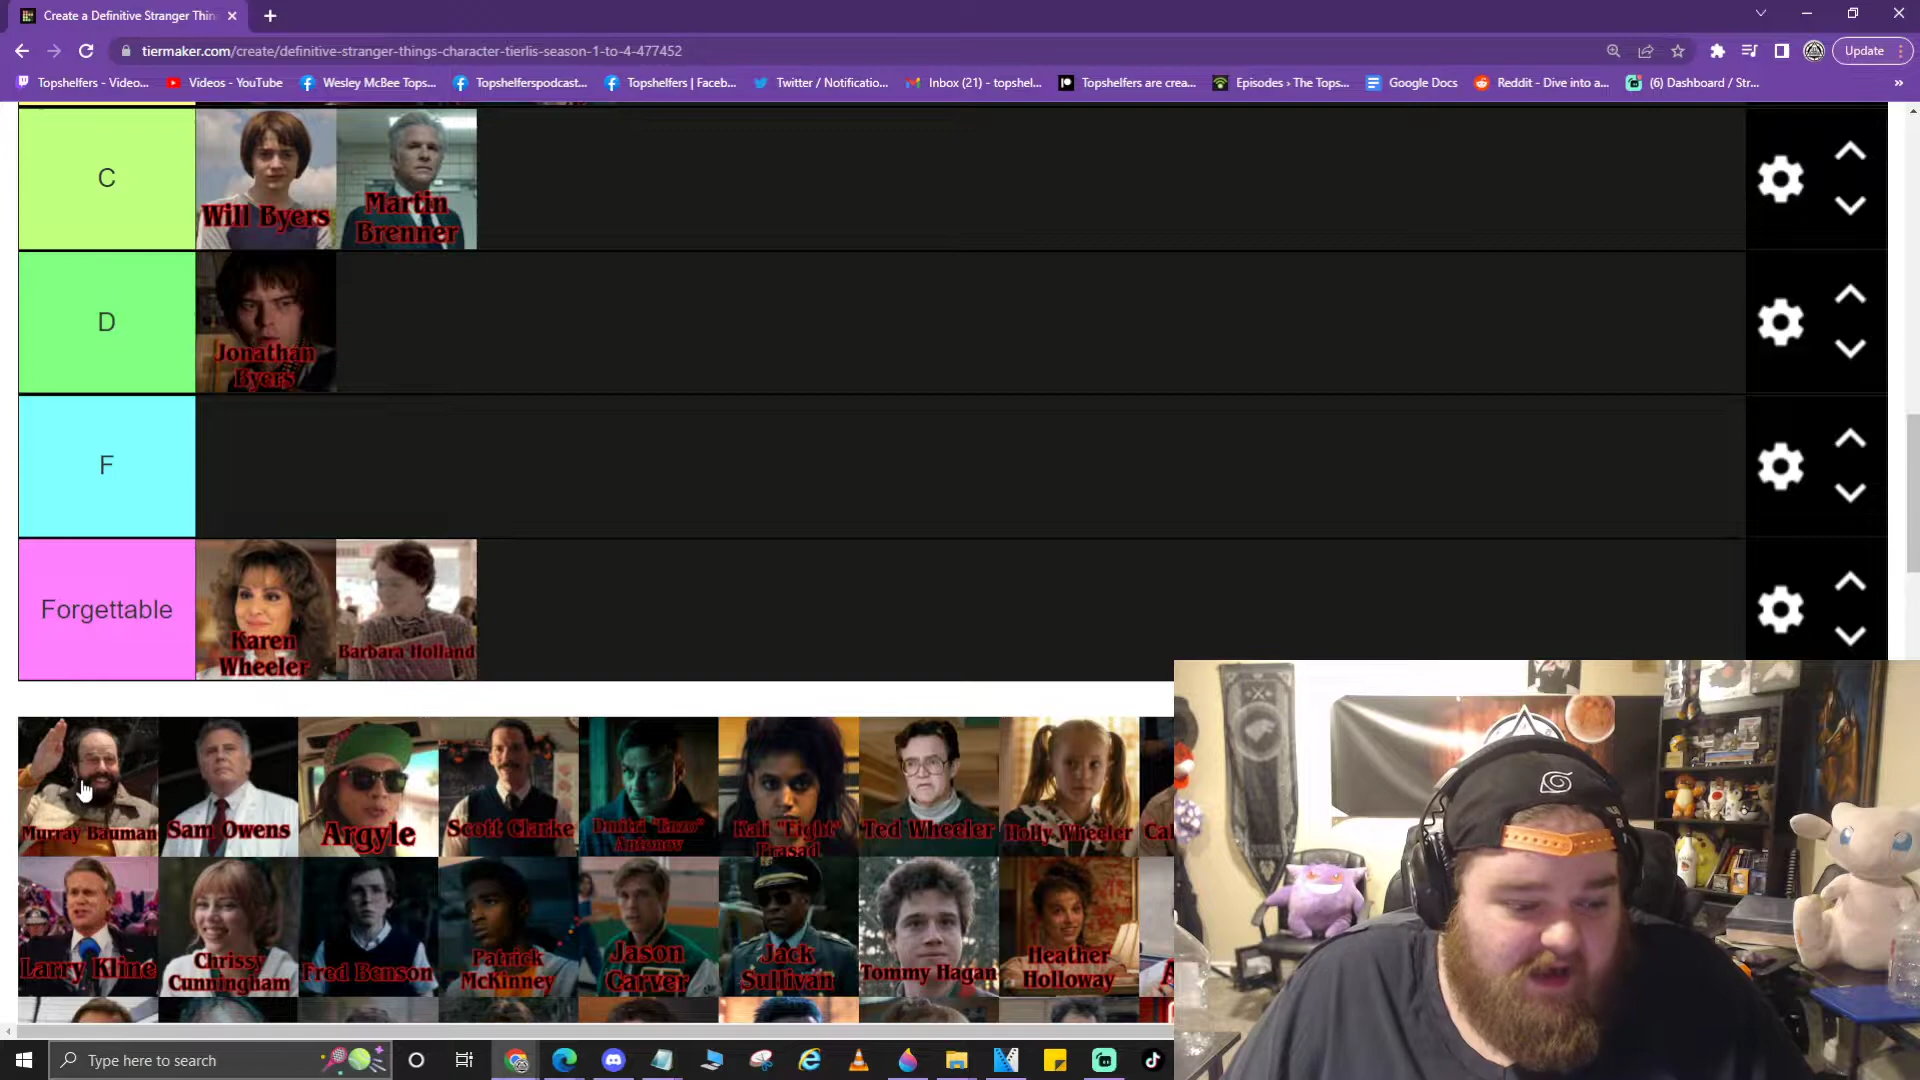 Create a Definitive Stranger Thin
tiermaker.com/create/definitive-stranger-things-character-tierlis-season-1-to-4-477452
Update
Topshelfers - Video...
Videos - YouTube
Wesley McBee Tops...
Topshelferspodcast...
Topshelfers | Faceb...
Twitter / Notificatio...
Inbox (21) - topshel...
Topshelfers are crea...
Episodes › The Tops...
Google Docs
Reddit - Dive into a...
(6) Dashboard / Str...
»
C
Will Byers
Martin
Brenner
D
Jonathan
Byers
F
Forgettable
Karen
Wheeler
Barbara Holland
Murray Bauman
Sam Owens
Argyle
Scott Clarke
Dmitri "Enzo"
Antonov
Kali "Eight"
Prasad
Ted Wheeler
Holly Wheeler
Cal
Larry Kline
Chrissy
Cunningham
Fred Benson
Patrick
McKinney
Jason
Carver
Jack
Sullivan
Tommy Hagan
Heather
Holloway
A
Type here to search